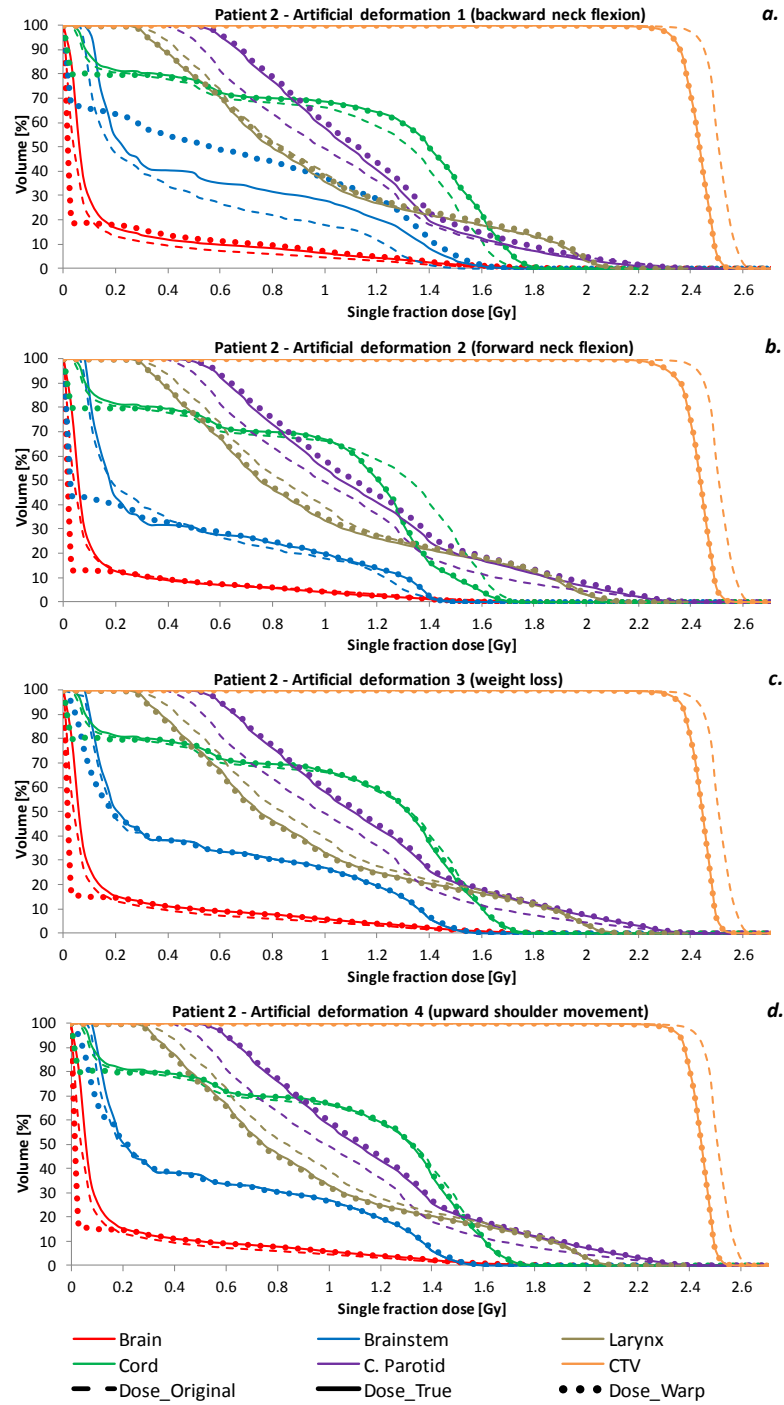 Patient 2 - Artificial deformation 1 (backward neck flexion)
a.
Volume [%]
100
90
80
70
60
50
40
30
20
10
0
0 0.2 0.4 0.6 0.8 1 1.2 1.4 1.6 1.8 2 2.2 2.4 2.6
Single fraction dose [Gy]
Patient 2 - Artificial deformation 2 (forward neck flexion)
b.
Volume [%]
100
90
80
70
60
50
40
30
20
10
0
0 0.2 0.4 0.6 0.8 1 1.2 1.4 1.6 1.8 2 2.2 2.4 2.6
Single fraction dose [Gy]
Patient 2 - Artificial deformation 3 (weight loss)
c.
Volume [%]
100
90
80
70
60
50
40
30
20
10
0
0 0.2 0.4 0.6 0.8 1 1.2 1.4 1.6 1.8 2 2.2 2.4 2.6
Single fraction dose [Gy]
Patient 2 - Artificial deformation 4 (upward shoulder movement)
d.
Volume [%]
100
90
80
70
60
50
40
30
20
10
0
0 0.2 0.4 0.6 0.8 1 1.2 1.4 1.6 1.8 2 2.2 2.4 2.6
Single fraction dose [Gy]
Brain Brainstem Larynx
Cord C. Parotid CTV
Dose_Original Dose_True Dose_Warp